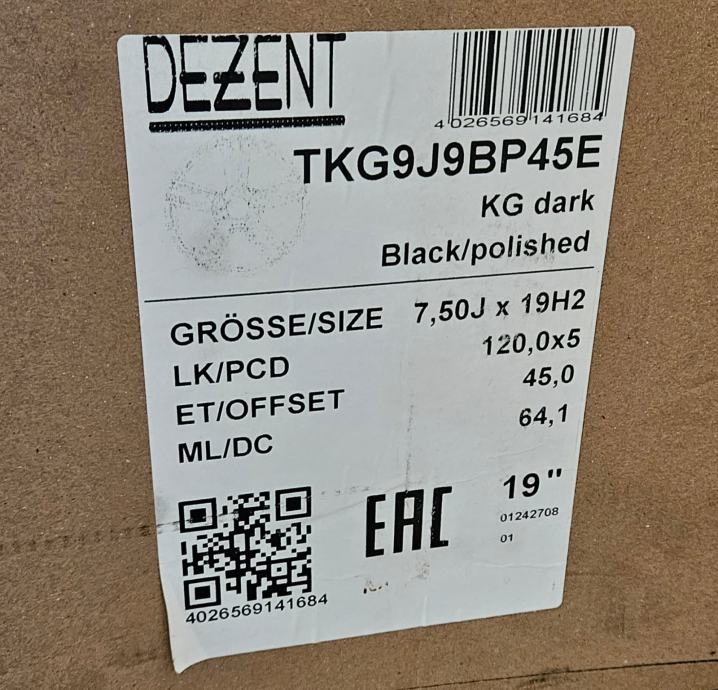 DEZENT
4026569141684
TKG9J9BP45E
KG dark
Black/polished
GRÖSSE/SIZE 7,50J x 19H2
LK/PCD 120,0x5
ET/OFFSET 45,0
ML/DC 64,1
EAC 19"
01242708
01
4026569141684